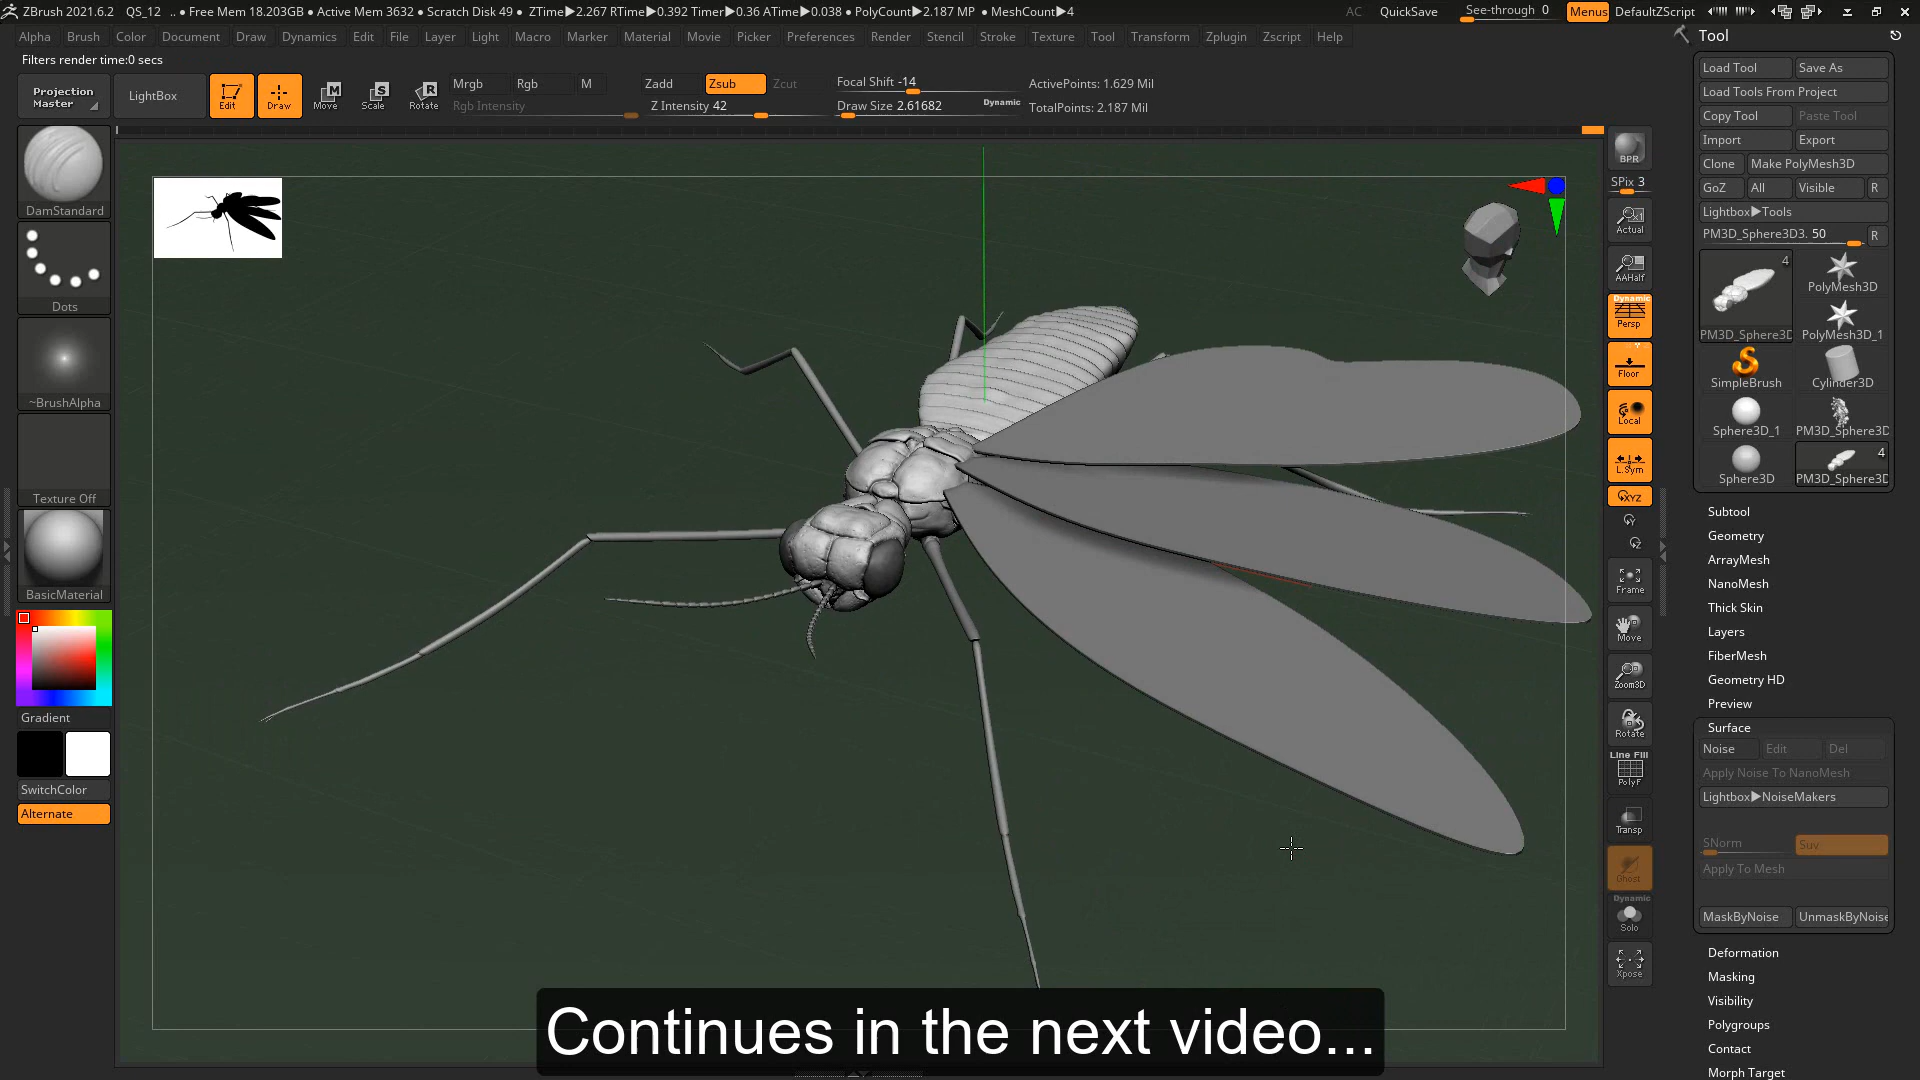 ZBrush 2021.6.2 QS_12 .. • Free Mem 18.203GB • Active Mem 3632 • Scratch Disk 49 • ZTime▶2.267 RTime▶0.392 Timer▶0.36 ATime▶0.038 • PolyCount▶2.187 MP • MeshCount▶4 AC QuickSave See-through 0 Menus DefaultZScript
Alpha Brush Color Document Draw Dynamics Edit File Layer Light Macro Marker Material Movie Picker Preferences Render Stencil Stroke Texture Tool Transform Zplugin Zscript Help
Filters render time:0 secs
Projection Master
LightBox
Edit
Draw
Move
Scale
Rotate
Mrgb Rgb M
Rgb Intensity
Zadd Zsub Zcut
Z Intensity 42
Focal Shift -14
Draw Size 2.61682
Dynamic
ActivePoints: 1.629 Mil
TotalPoints: 2.187 Mil
DamStandard
Dots
~BrushAlpha
Texture Off
BasicMaterial
Gradient
SwitchColor
Alternate
BPR
SPix 3
Actual
AAHalf
Dynamic
Persp
Floor
Local
L.Sym
XYZ
Y
Z
Frame
Move
Zoom3D
Rotate
Line Fill
PolyF
Transp
Ghost
Dynamic
Solo
Xpose
Tool
Load Tool Save As
Load Tools From Project
Copy Tool Paste Tool
Import Export
Clone Make PolyMesh3D
GoZ All Visible R
Lightbox▶Tools
PM3D_Sphere3D3. 50 R
4
PM3D_Sphere3D
PolyMesh3D
PolyMesh3D_1
SimpleBrush
Cylinder3D
Sphere3D_1
PM3D_Sphere3D
4
Sphere3D
PM3D_Sphere3D
Subtool
Geometry
ArrayMesh
NanoMesh
Thick Skin
Layers
FiberMesh
Geometry HD
Preview
Surface
Noise Edit Del
Apply Noise To NanoMesh
Lightbox▶NoiseMakers
SNorm Suv
Apply To Mesh
MaskByNoise UnmaskByNoise
Deformation
Masking
Visibility
Polygroups
Contact
Morph Target
Continues in the next video...